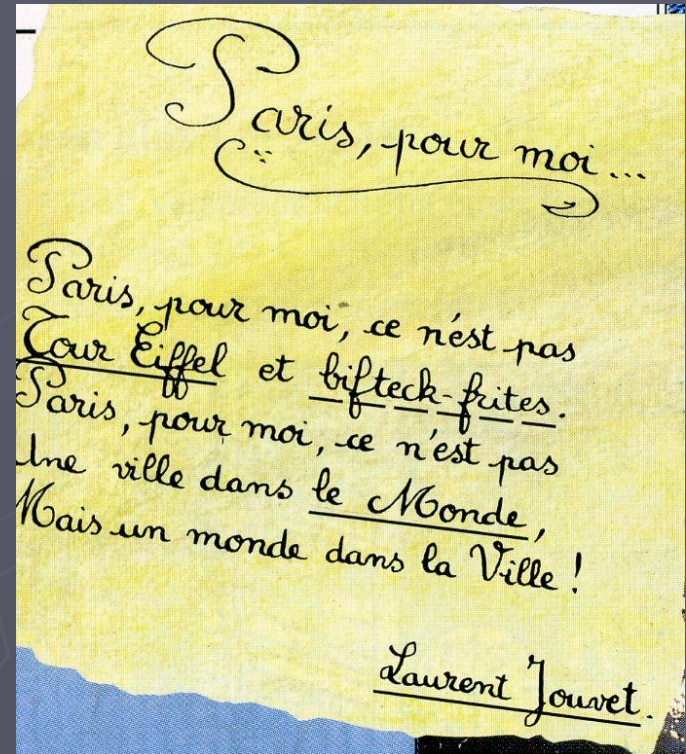 Paris, pour moi...
Paris, pour moi, ce n'est pas
Tour Eiffel et bifteck-frites.
Paris, pour moi, ce n'est pas
Une ville dans le Monde,
Mais un monde dans la Ville !
Laurent Jouvet.